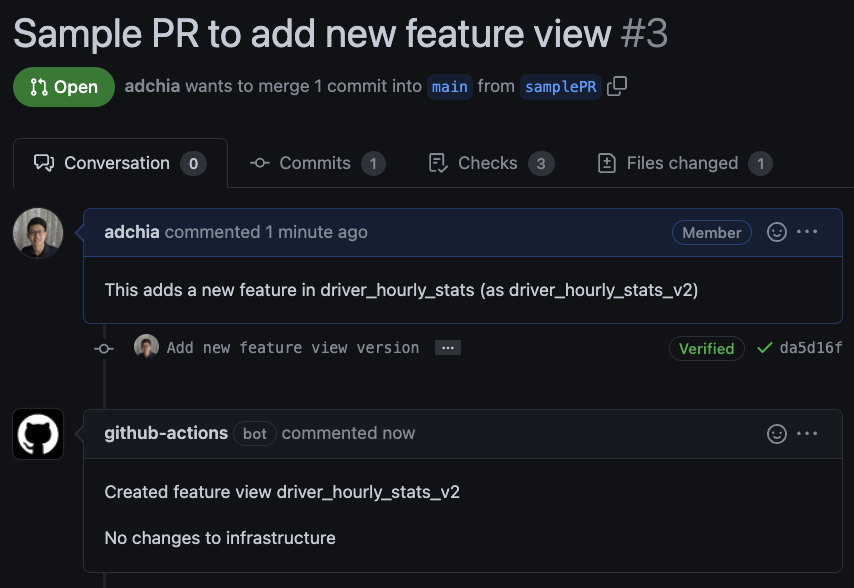 Sample PR to add new feature view #3
Open adchia wants to merge 1 commit into main from samplePR
Conversation 0 Commits 1 Checks 3 Files changed 1
adchia commented 1 minute ago Member
This adds a new feature in driver_hourly_stats (as driver_hourly_stats_v2)
Add new feature view version ... Verified da5d16f
github-actions bot commented now
Created feature view driver_hourly_stats_v2
No changes to infrastructure